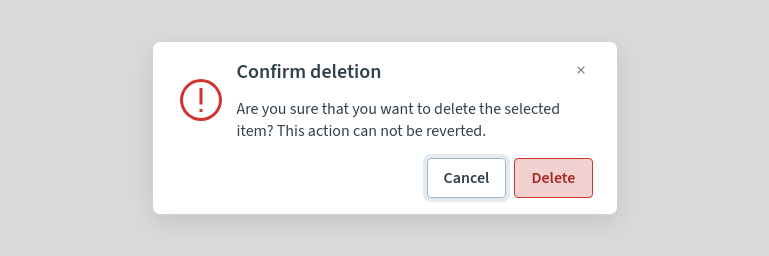 Confirm deletion
×
Are you sure that you want to delete the selected
item? This action can not be reverted.
Cancel
Delete